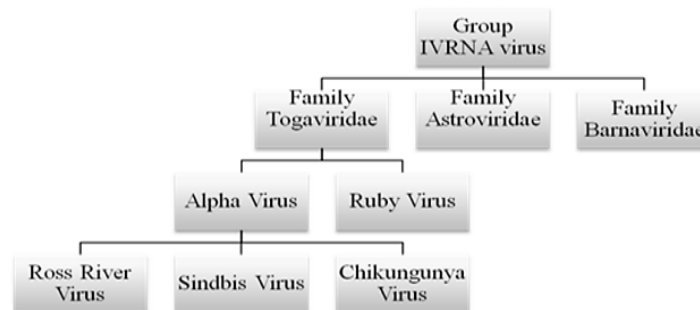 Group
IVRNA virus
Family
Togaviridae
Family
Astroviridae
Family
Barnaviridae
Alpha Virus
Ruby Virus
Ross River
Virus
Sindbis Virus
Chikungunya
Virus